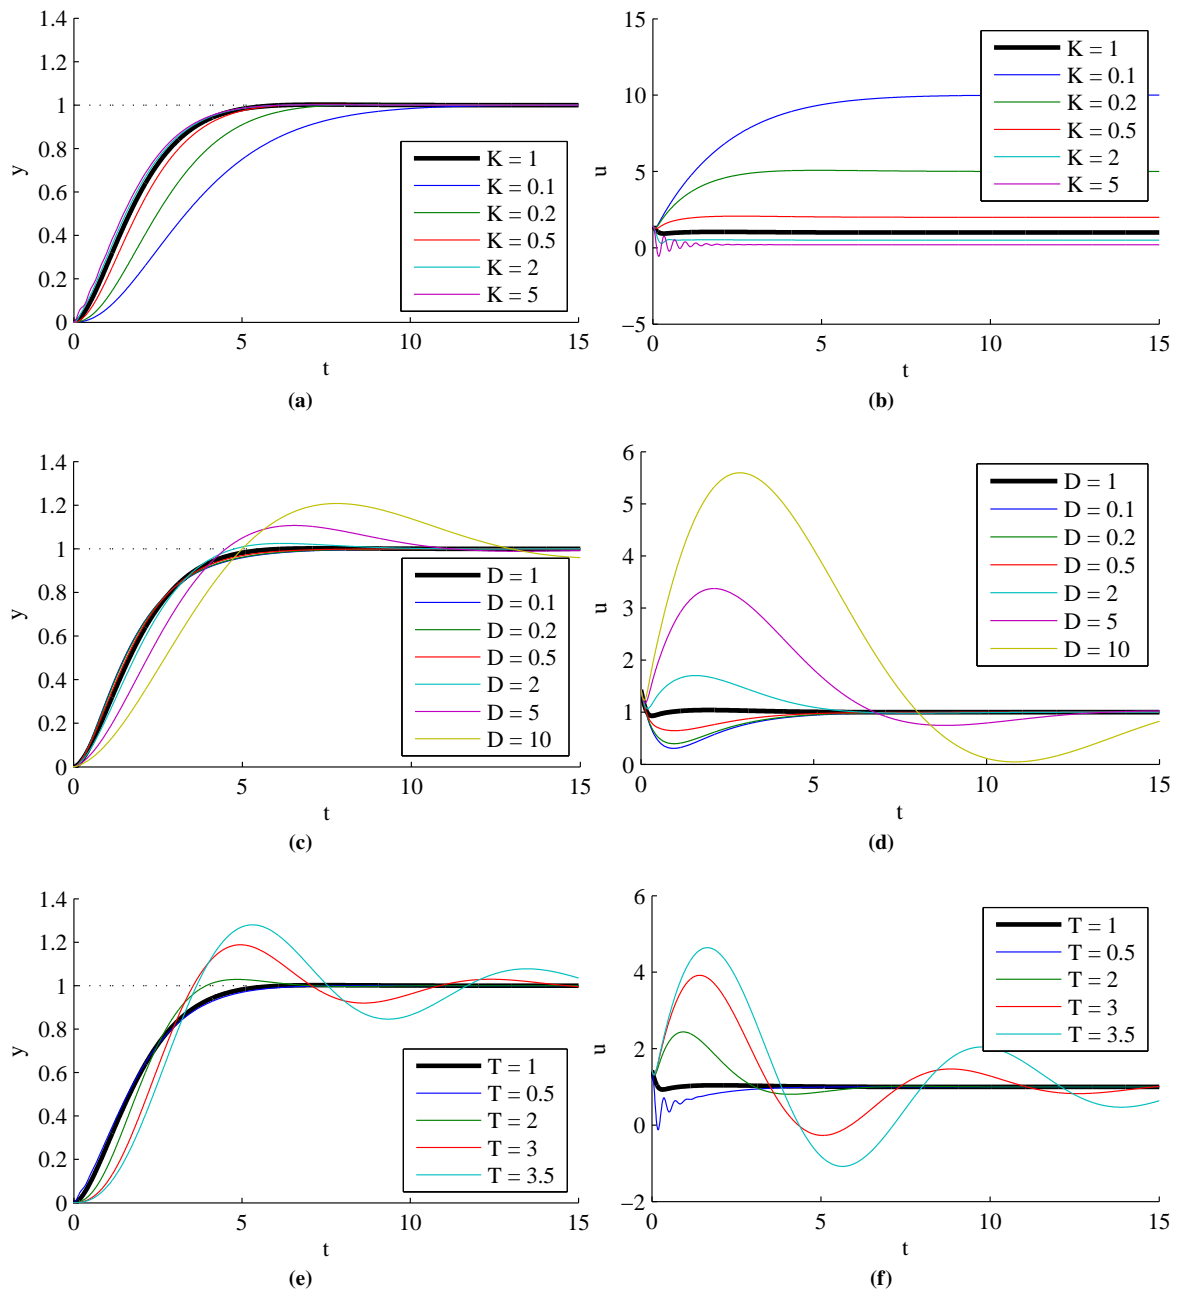 1.4
1.2
1
0.8
0.6
0.4
0.2
0
y
K = 1
K = 0.1
K = 0.2
K = 0.5
K = 2
K = 5
0 5 10 15
t
(a)
15
10
5
0
−5
u
K = 1
K = 0.1
K = 0.2
K = 0.5
K = 2
K = 5
0 5 10 15
t
(b)
1.4
1.2
1
0.8
0.6
0.4
0.2
0
y
D = 1
D = 0.1
D = 0.2
D = 0.5
D = 2
D = 5
D = 10
0 5 10 15
t
(c)
6
5
4
3
2
1
0
u
D = 1
D = 0.1
D = 0.2
D = 0.5
D = 2
D = 5
D = 10
0 5 10 15
t
(d)
1.4
1.2
1
0.8
0.6
0.4
0.2
0
y
T = 1
T = 0.5
T = 2
T = 3
T = 3.5
0 5 10 15
t
(e)
6
4
2
0
−2
u
T = 1
T = 0.5
T = 2
T = 3
T = 3.5
0 5 10 15
t
(f)